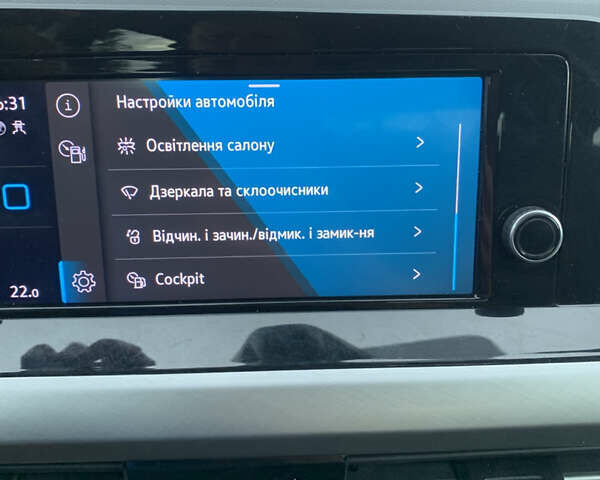 :31
Настройки автомобіля
Освітлення салону
Дзеркала та склоочисники
Відчин. і зачин./відмик. і замик-ня
Cockpit
22.0